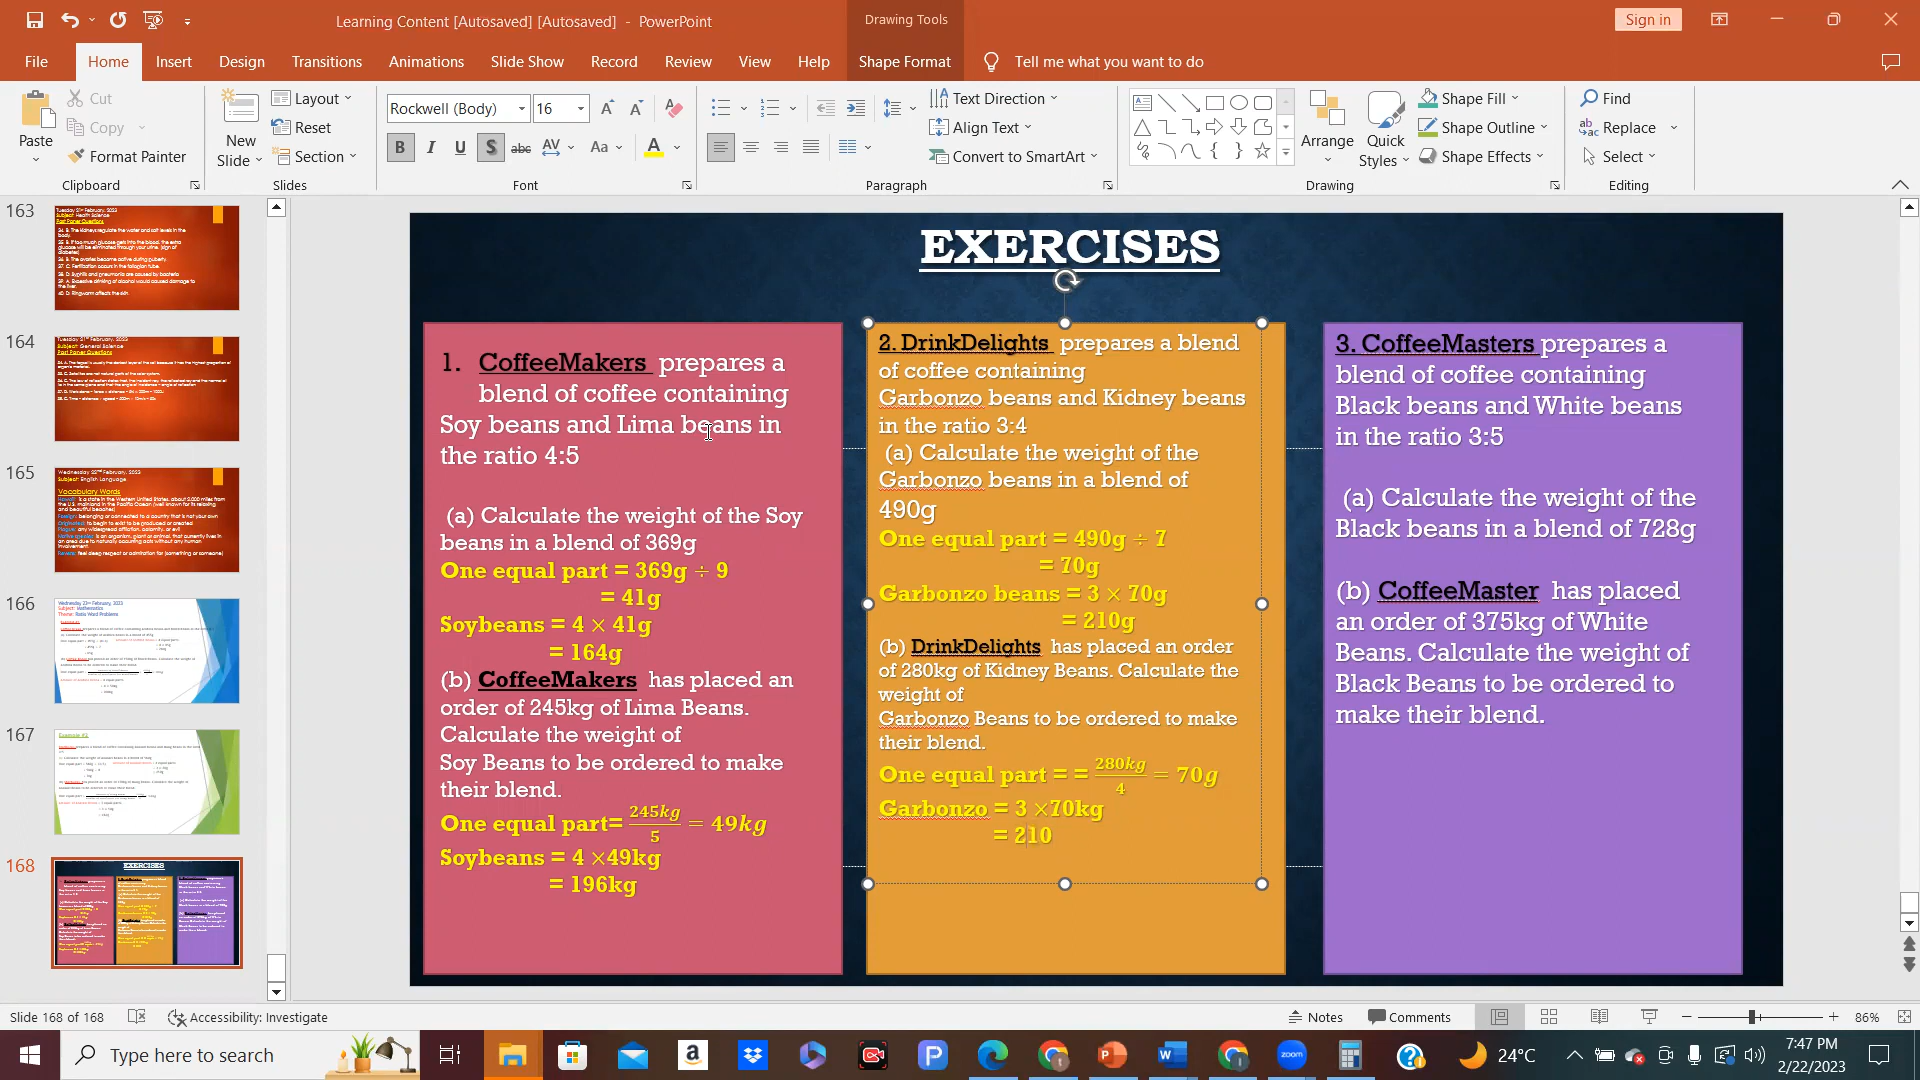 Learning Content [Autosaved] [Autosaved] - PowerPoint
Drawing Tools
Sign in
File
Home
Insert
Design
Transitions
Animations
Slide Show
Record
Review
View
Help
Shape Format
Tell me what you want to do
Paste
Cut
Copy
Format Painter
Clipboard
New Slide
Layout
Reset
Section
Slides
Rockwell (Body)
16
Font
Text Direction
Align Text
Convert to SmartArt
Paragraph
Arrange
Quick Styles
Shape Fill
Shape Outline
Shape Effects
Drawing
Find
Replace
Select
Editing
163
164
165
166
167
168
EXERCISES
1. CoffeeMakers prepares a
blend of coffee containing
Soy beans and Lima beans in
the ratio 4:5
(a) Calculate the weight of the Soy
beans in a blend of 369g
One equal part = 369g ÷ 9
= 41g
Soybeans = 4 × 41g
= 164g
(b) CoffeeMakers has placed an
order of 245kg of Lima Beans.
Calculate the weight of
Soy Beans to be ordered to make
their blend.
One equal part= 245kg/5 = 49kg
Soybeans = 4 ×49kg
= 196kg
2. DrinkDelights prepares a blend
of coffee containing
Garbonzo beans and Kidney beans
in the ratio 3:4
(a) Calculate the weight of the
Garbonzo beans in a blend of
490g
One equal part = 490g ÷ 7
= 70g
Garbonzo beans = 3 × 70g
= 210g
(b) DrinkDelights has placed an order
of 280kg of Kidney Beans. Calculate the
weight of
Garbonzo Beans to be ordered to make
their blend.
One equal part = = 280kg/4 = 70g
Garbonzo = 3 ×70kg
= 210
3. CoffeeMasters prepares a
blend of coffee containing
Black beans and White beans
in the ratio 3:5
(a) Calculate the weight of the
Black beans in a blend of 728g
(b) CoffeeMaster has placed
an order of 375kg of White
Beans. Calculate the weight of
Black Beans to be ordered to
make their blend.
Slide 168 of 168
Accessibility: Investigate
Notes
Comments
86%
Type here to search
zoom
24°C
7:47 PM
2/22/2023